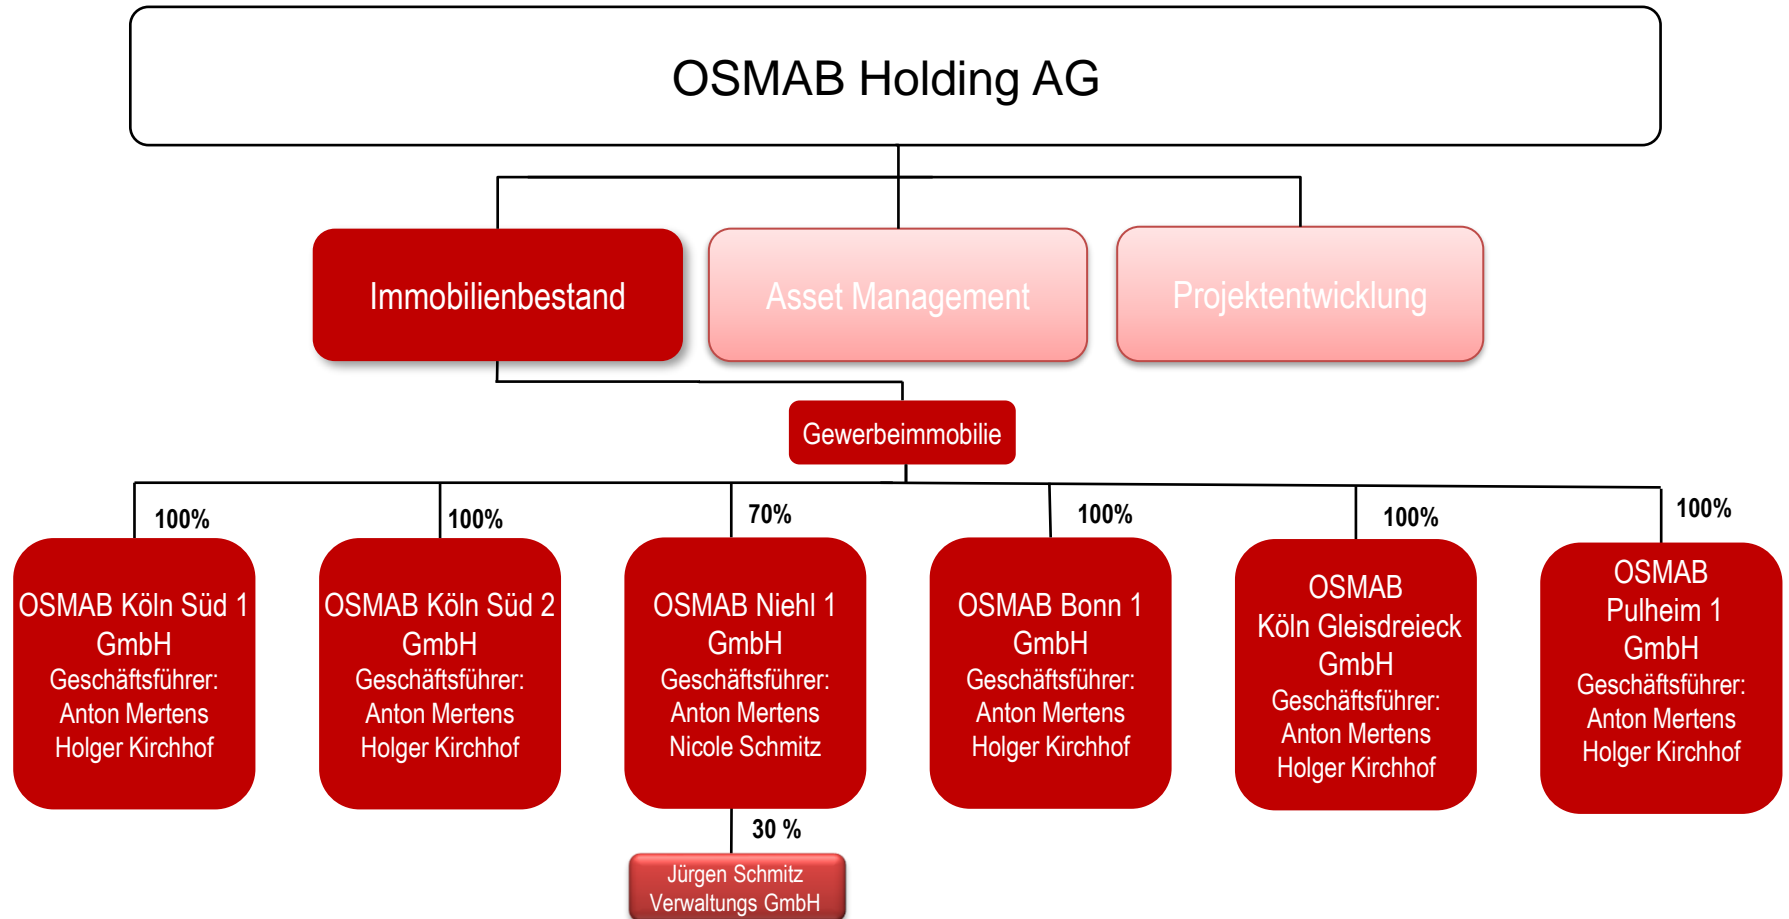 OSMAB Holding AG
Immobilienbestand
Asset Management
Projektentwicklung
Gewerbeimmobilie
100%
100%
70%
100%
100%
100%
OSMAB Köln Süd 1
GmbH
Geschäftsführer:
Anton Mertens
Holger Kirchhof
OSMAB Köln Süd 2
GmbH
Geschäftsführer:
Anton Mertens
Holger Kirchhof
OSMAB Niehl 1
GmbH
Geschäftsführer:
Anton Mertens
Nicole Schmitz
OSMAB Bonn 1
GmbH
Geschäftsführer:
Anton Mertens
Holger Kirchhof
OSMAB
Köln Gleisdreieck
GmbH
Geschäftsführer:
Anton Mertens
Holger Kirchhof
OSMAB
Pulheim 1
GmbH
Geschäftsführer:
Anton Mertens
Holger Kirchhof
30 %
Jürgen Schmitz
Verwaltungs GmbH